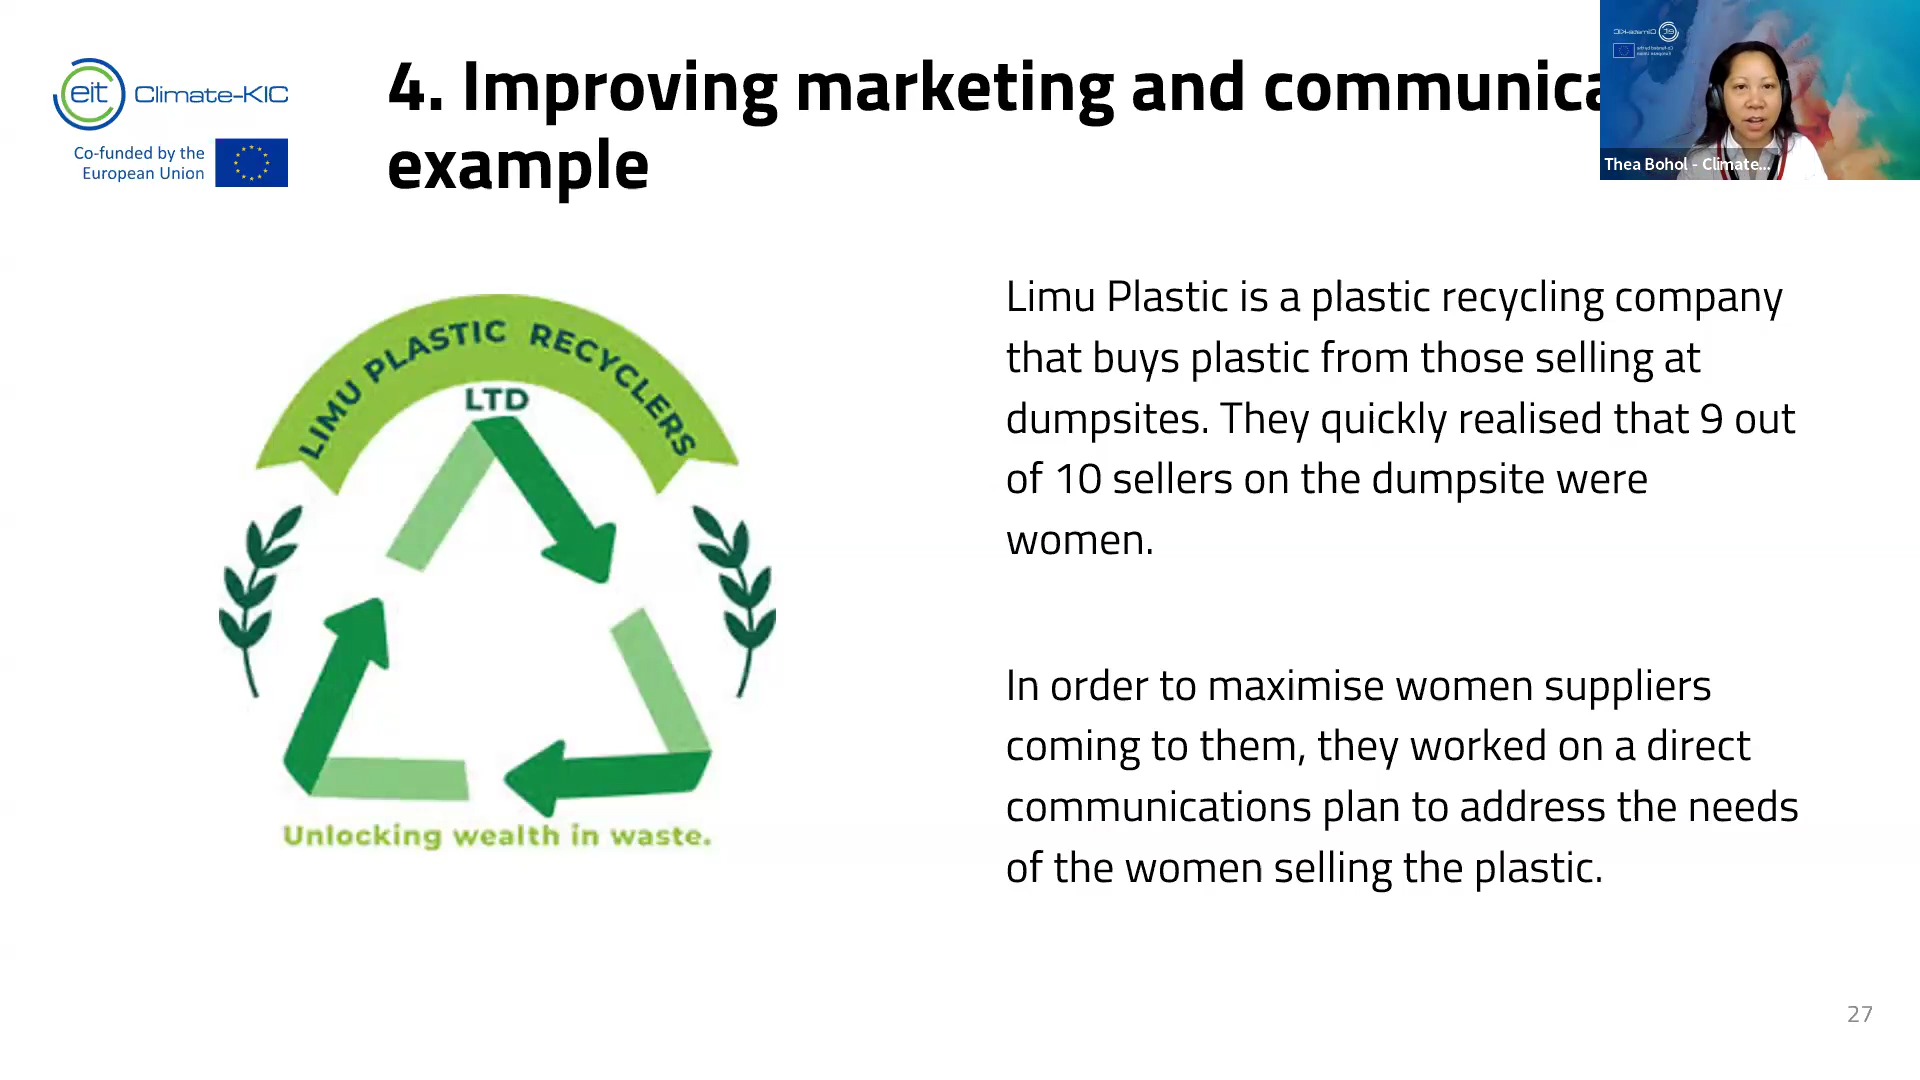 eit Climate-KIC
Co-funded by the
European Union
4. Improving marketing and communica
example
Thea Bohol - Climate...
LIMU PLASTIC RECYCLERS
LTD
Unlocking wealth in waste.
Limu Plastic is a plastic recycling company
that buys plastic from those selling at
dumpsites. They quickly realised that 9 out
of 10 sellers on the dumpsite were
women.
In order to maximise women suppliers
coming to them, they worked on a direct
communications plan to address the needs
of the women selling the plastic.
27